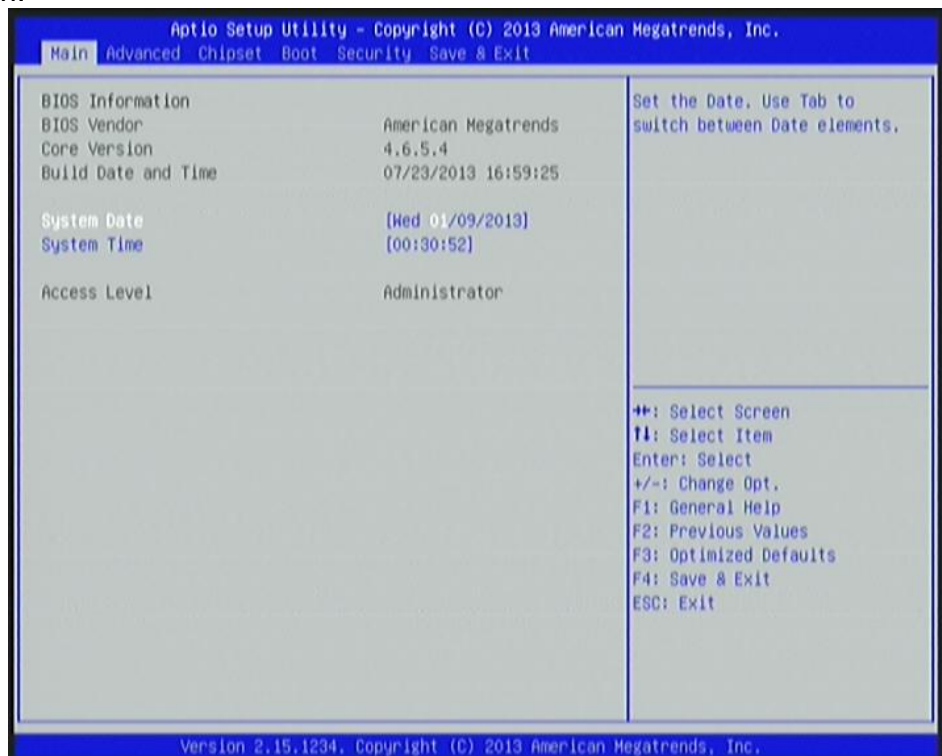 Aptio Setup Utility - Copyright (C) 2013 American Megatrends, Inc.
Main Advanced Chipset Boot Security Save & Exit
BIOS Information
BIOS Vendor American Megatrends
Core Version 4.6.5.4
Build Date and Time 07/23/2013 16:59:25
System Date [Wed 01/09/2013]
System Time [00:30:52]
Access Level Administrator
Set the Date. Use Tab to
switch between Date elements.
→←: Select Screen
↑↓: Select Item
Enter: Select
+/-: Change Opt.
F1: General Help
F2: Previous Values
F3: Optimized Defaults
F4: Save & Exit
ESC: Exit
Version 2.15.1234. Copyright (C) 2013 American Megatrends, Inc.